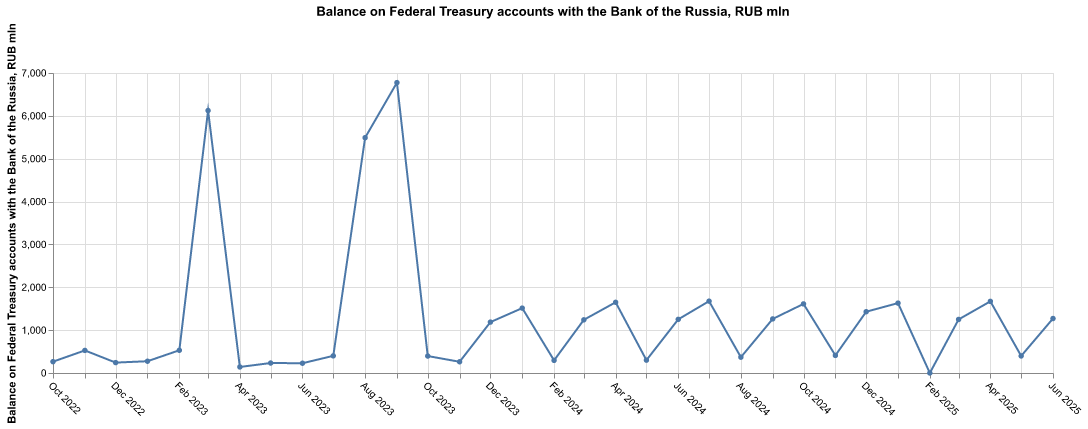 Balance on Federal Treasury accounts with the Bank of the Russia, RUB mln
Balance on Federal Treasury accounts with the Bank of the Russia, RUB mln
7,000
6,000
5,000
4,000
3,000
2,000
1,000
0
Oct 2022
Dec 2022
Feb 2023
Apr 2023
Jun 2023
Aug 2023
Oct 2023
Dec 2023
Feb 2024
Apr 2024
Jun 2024
Aug 2024
Oct 2024
Dec 2024
Feb 2025
Apr 2025
Jun 2025